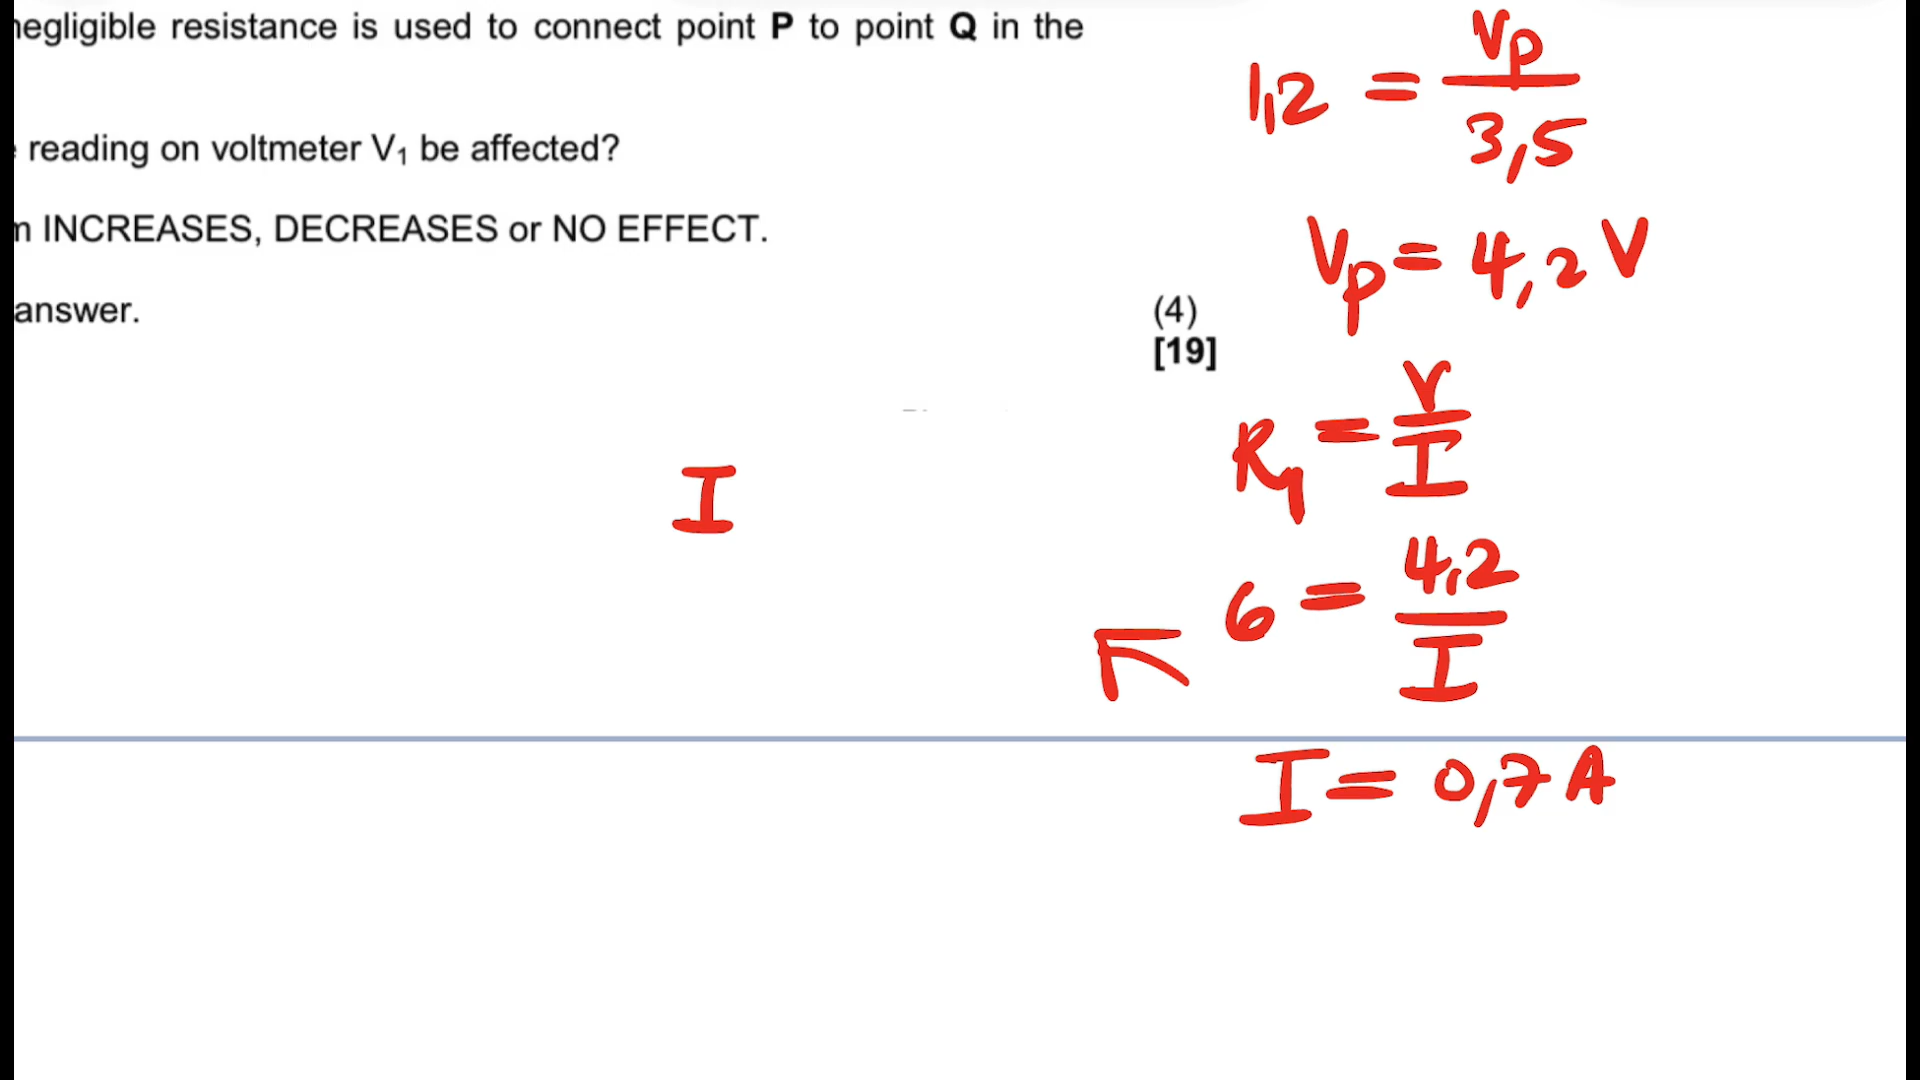 egligible resistance is used to connect point P to point Q in the
reading on voltmeter V₁ be affected?
INCREASES, DECREASES or NO EFFECT.
answer.
(4)
[19]
1,2 = Vp / 3,5
Vp = 4,2 V
R₁ = V / I
6 = 4,2 / I
I
I = 0,7 A